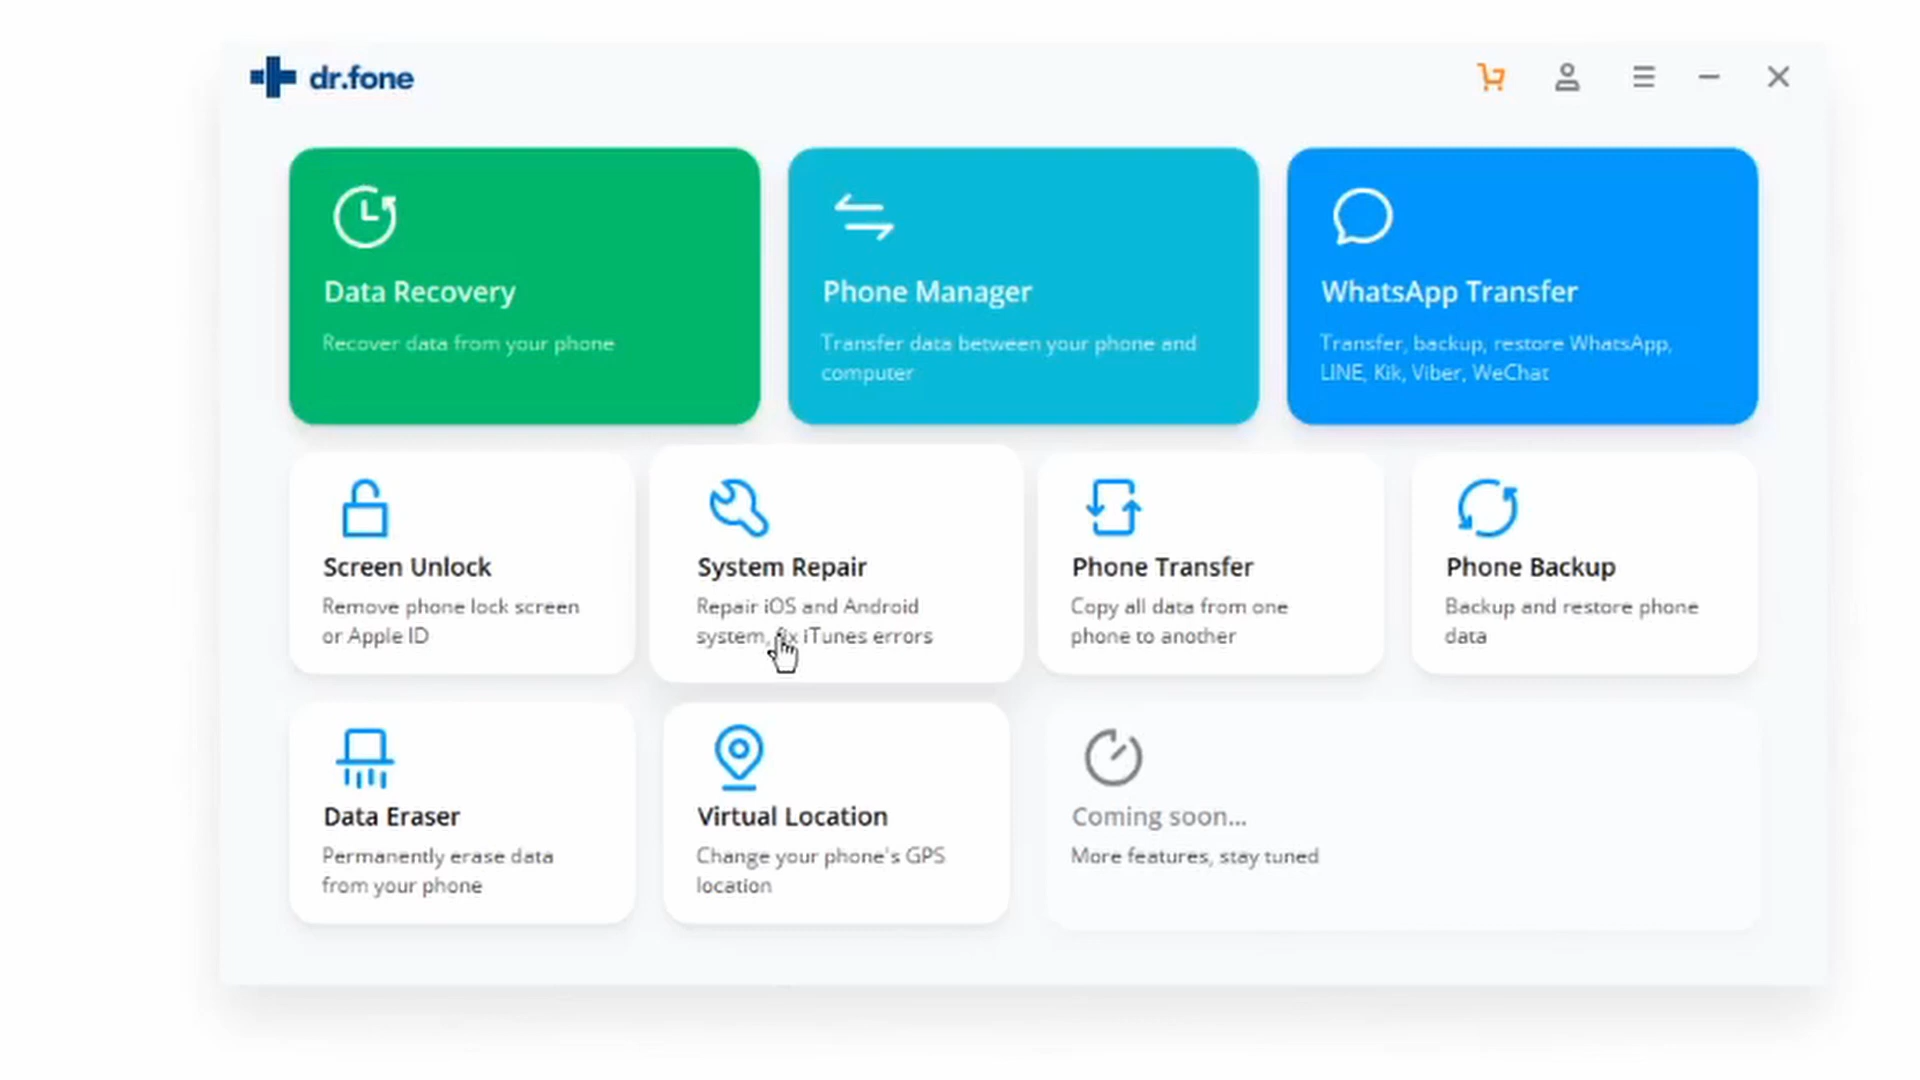 dr.fone
Data Recovery
Recover data from your phone
Phone Manager
Transfer data between your phone and
computer
WhatsApp Transfer
Transfer, backup, restore WhatsApp,
LINE, Kik, Viber, WeChat
Screen Unlock
Remove phone lock screen
or Apple ID
System Repair
Repair iOS and Android
system, fix iTunes errors
Phone Transfer
Copy all data from one
phone to another
Phone Backup
Backup and restore phone
data
Data Eraser
Permanently erase data
from your phone
Virtual Location
Change your phone's GPS
location
Coming soon...
More features, stay tuned